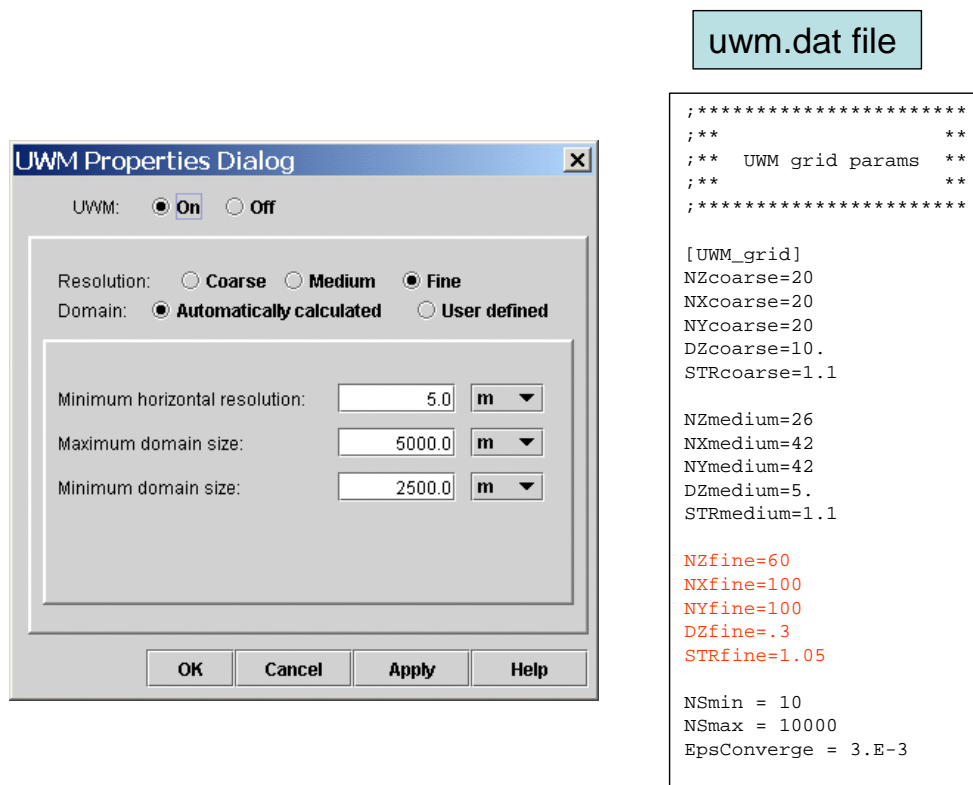 uwm.dat file
UWM Properties Dialog
UWM: On Off
Resolution: Coarse Medium Fine
Domain: Automatically calculated User defined
Minimum horizontal resolution: 5.0 m
Maximum domain size: 5000.0 m
Minimum domain size: 2500.0 m
OK Cancel Apply Help
;***********************
;** **
;** UWM grid params **
;** **
;***********************
[UWM_grid]
NZcoarse=20
NXcoarse=20
NYcoarse=20
DZcoarse=10.
STRcoarse=1.1
NZmedium=26
NXmedium=42
NYmedium=42
DZmedium=5.
STRmedium=1.1
NZfine=60
NXfine=100
NYfine=100
DZfine=.3
STRfine=1.05
NSmin = 10
NSmax = 10000
EpsConverge = 3.E-3